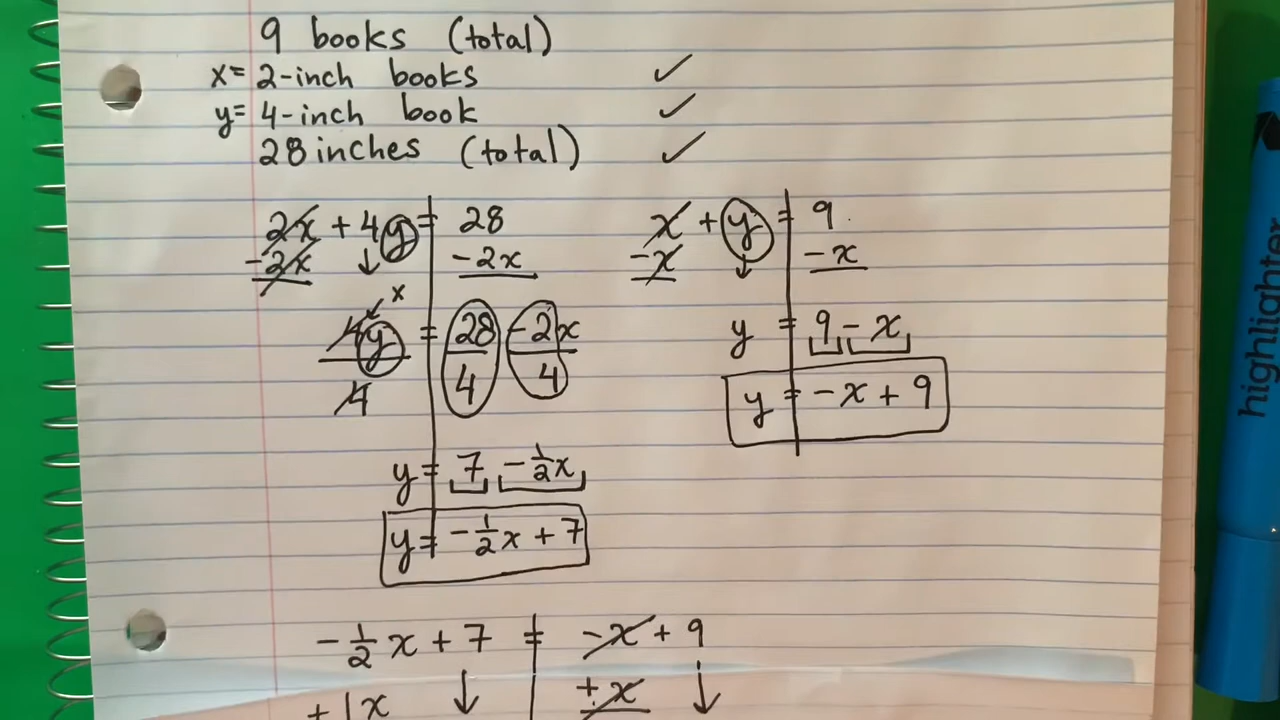 9 books (total)
x= 2-inch books ✓
y= 4-inch book ✓
28 inches (total) ✓
2x + 4y = 28
-2x -2x
x
4y = 28 -2x
4 4 4
y = 7 - 1/2x
y = - 1/2x + 7
x + y = 9
-x -x
y = 9 - x
y = -x + 9
- 1/2x + 7 = -x + 9
+ 1x + x
highlighter